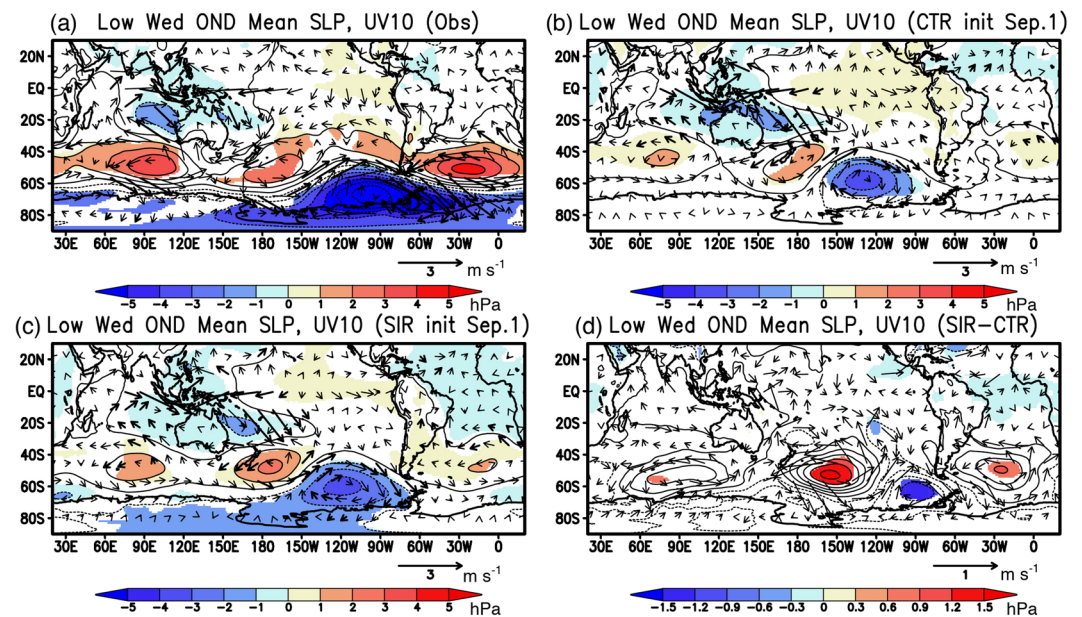 (a) Low Wed OND Mean SLP, UV10 (Obs)
20N
EQ
20S
40S
60S
80S
30E 60E 90E 120E 150E 180 150W 120W 90W 60W 30W 0
3 m s⁻¹
-5 -4 -3 -2 -1 0 1 2 3 4 5 hPa
(b) Low Wed OND Mean SLP, UV10 (CTR init Sep.1)
20N
EQ
20S
40S
60S
80S
30E 60E 90E 120E 150E 180 150W 120W 90W 60W 30W 0
3 m s⁻¹
-5 -4 -3 -2 -1 0 1 2 3 4 5 hPa
(c) Low Wed OND Mean SLP, UV10 (SIR init Sep.1)
20N
EQ
20S
40S
60S
80S
30E 60E 90E 120E 150E 180 150W 120W 90W 60W 30W 0
3 m s⁻¹
-5 -4 -3 -2 -1 0 1 2 3 4 5 hPa
(d) Low Wed OND Mean SLP, UV10 (SIR-CTR)
20N
EQ
20S
40S
60S
80S
30E 60E 90E 120E 150E 180 150W 120W 90W 60W 30W 0
1 m s⁻¹
-1.5 -1.2 -0.9 -0.6 -0.3 0 0.3 0.6 0.9 1.2 1.5 hPa